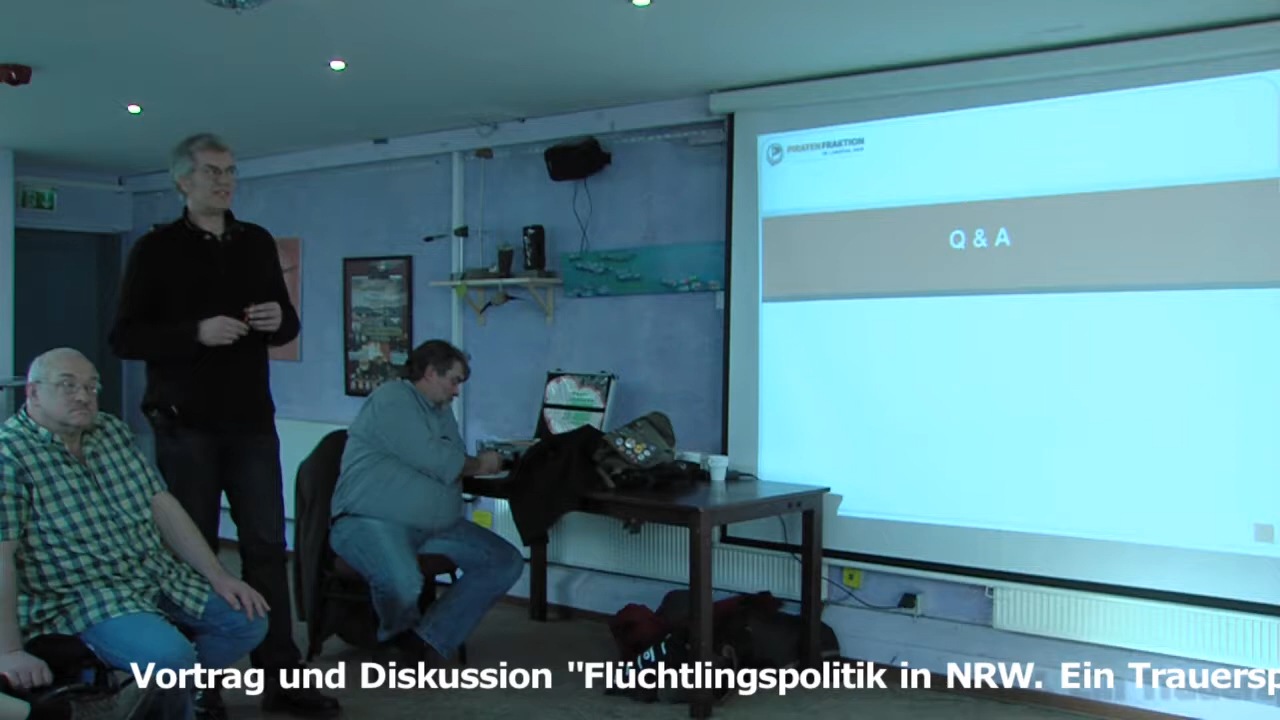 PIRATENFRAKTION
Q & A
Vortrag und Diskussion "Flüchtlingspolitik in NRW. Ein Trauersp